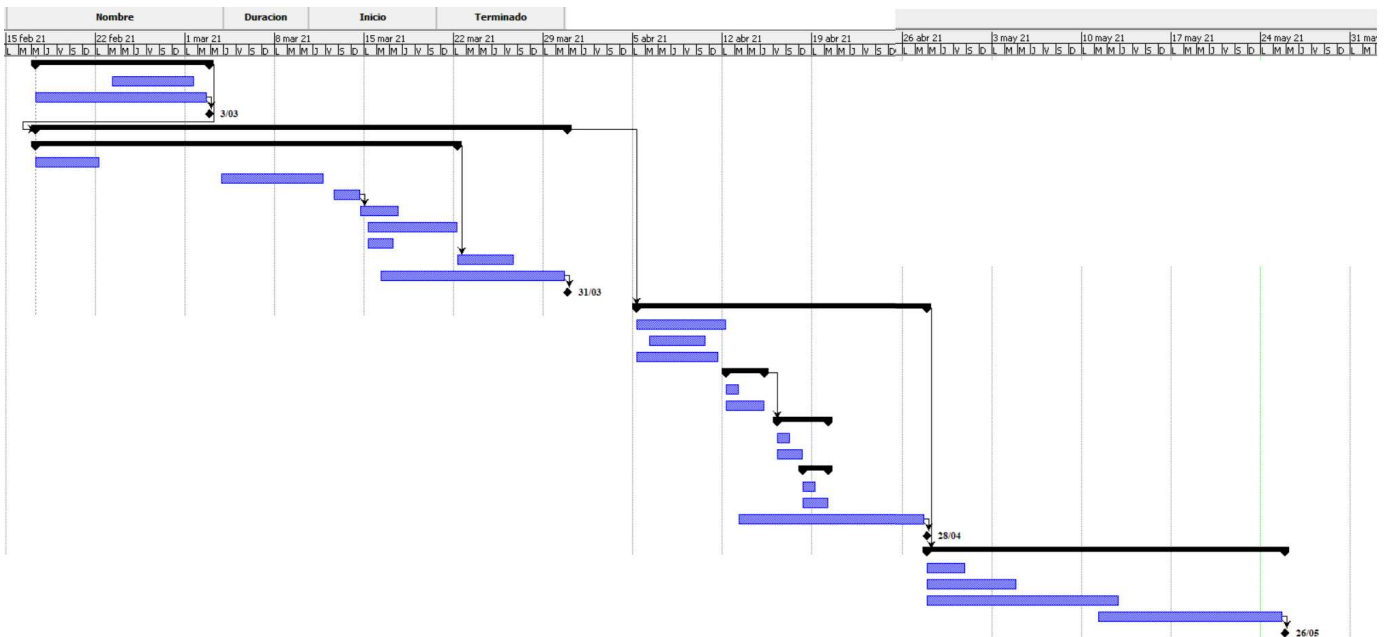 Nombre Duracion Inicio Terminado
15 feb 21 22 feb 21 1 mar 21 8 mar 21 15 mar 21 22 mar 21 29 mar 21 5 abr 21 12 abr 21 19 abr 21 26 abr 21 3 may 21 10 may 21 17 may 21 24 may 21 31 may
L M M J V S D L M M J V S D L M M J V S D L M M J V S D L M M J V S D L M M J V S D L M M J V S D L M M J V S D L M M J V S D L M M J V S D L M M J V S D L M M J V S D L M M J V S D L M M J V S D L M M J V S D L M
3/03
31/03
28/04
26/05